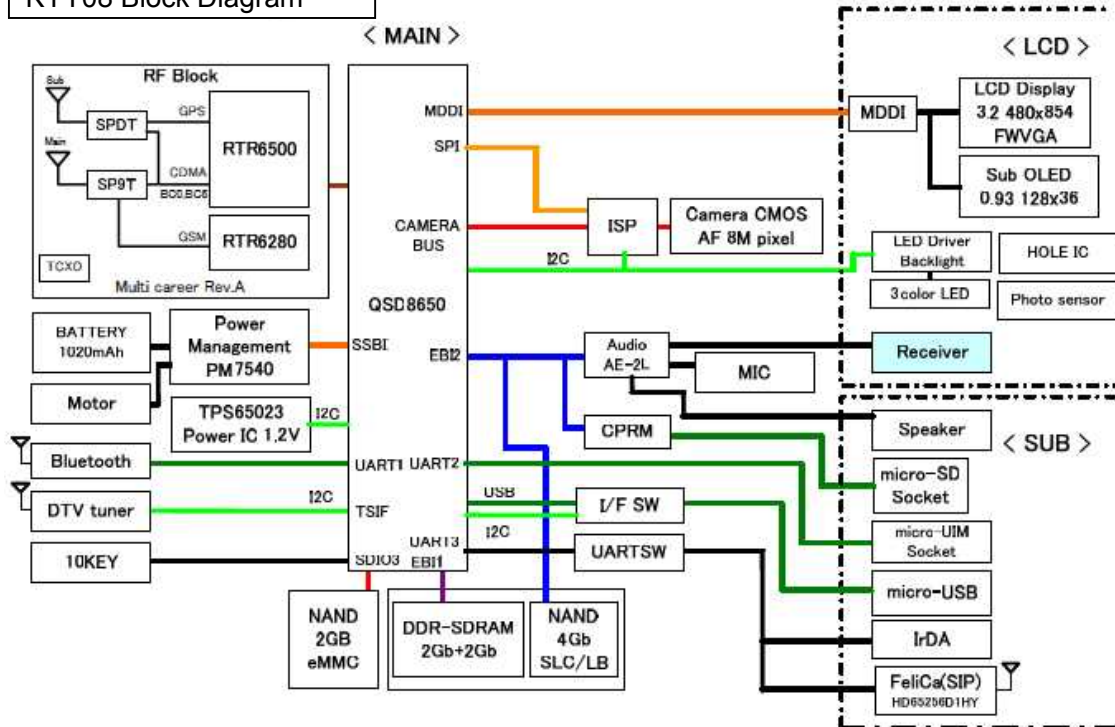 Block Diagram
< MAIN >
RF Block
Sub
SPDT
GPS
RTR6500
Main
SP9T
CDMA
BC0,BC6
GSM
RTR6280
TCXO
Multi career Rev.A
BATTERY
1020mAh
Power
Management
PM7540
Motor
TPS65023
Power IC 1.2V
I2C
Bluetooth
DTV tuner
I2C
10KEY
MDDI
SPI
CAMERA
BUS
QSD8650
SSBI
EBI2
UART1
UART2
TSIF
USB
I2C
UART3
SDIO3
EBI1
ISP
Camera CMOS
AF 8M pixel
I2C
Audio
AE-2L
MIC
CPRM
I/F SW
UARTSW
NAND
2GB
eMMC
DDR-SDRAM
2Gb+2Gb
NAND
4Gb
SLC/LB
< LCD >
MDDI
LCD Display
3.2 480x854
FWVGA
Sub OLED
0.93 128x36
LED Driver
Backlight
3color LED
HOLE IC
Photo sensor
Receiver
< SUB >
Speaker
micro-SD
Socket
micro-UIM
Socket
micro-USB
IrDA
FeliCa(SIP)
HD65256D1HY